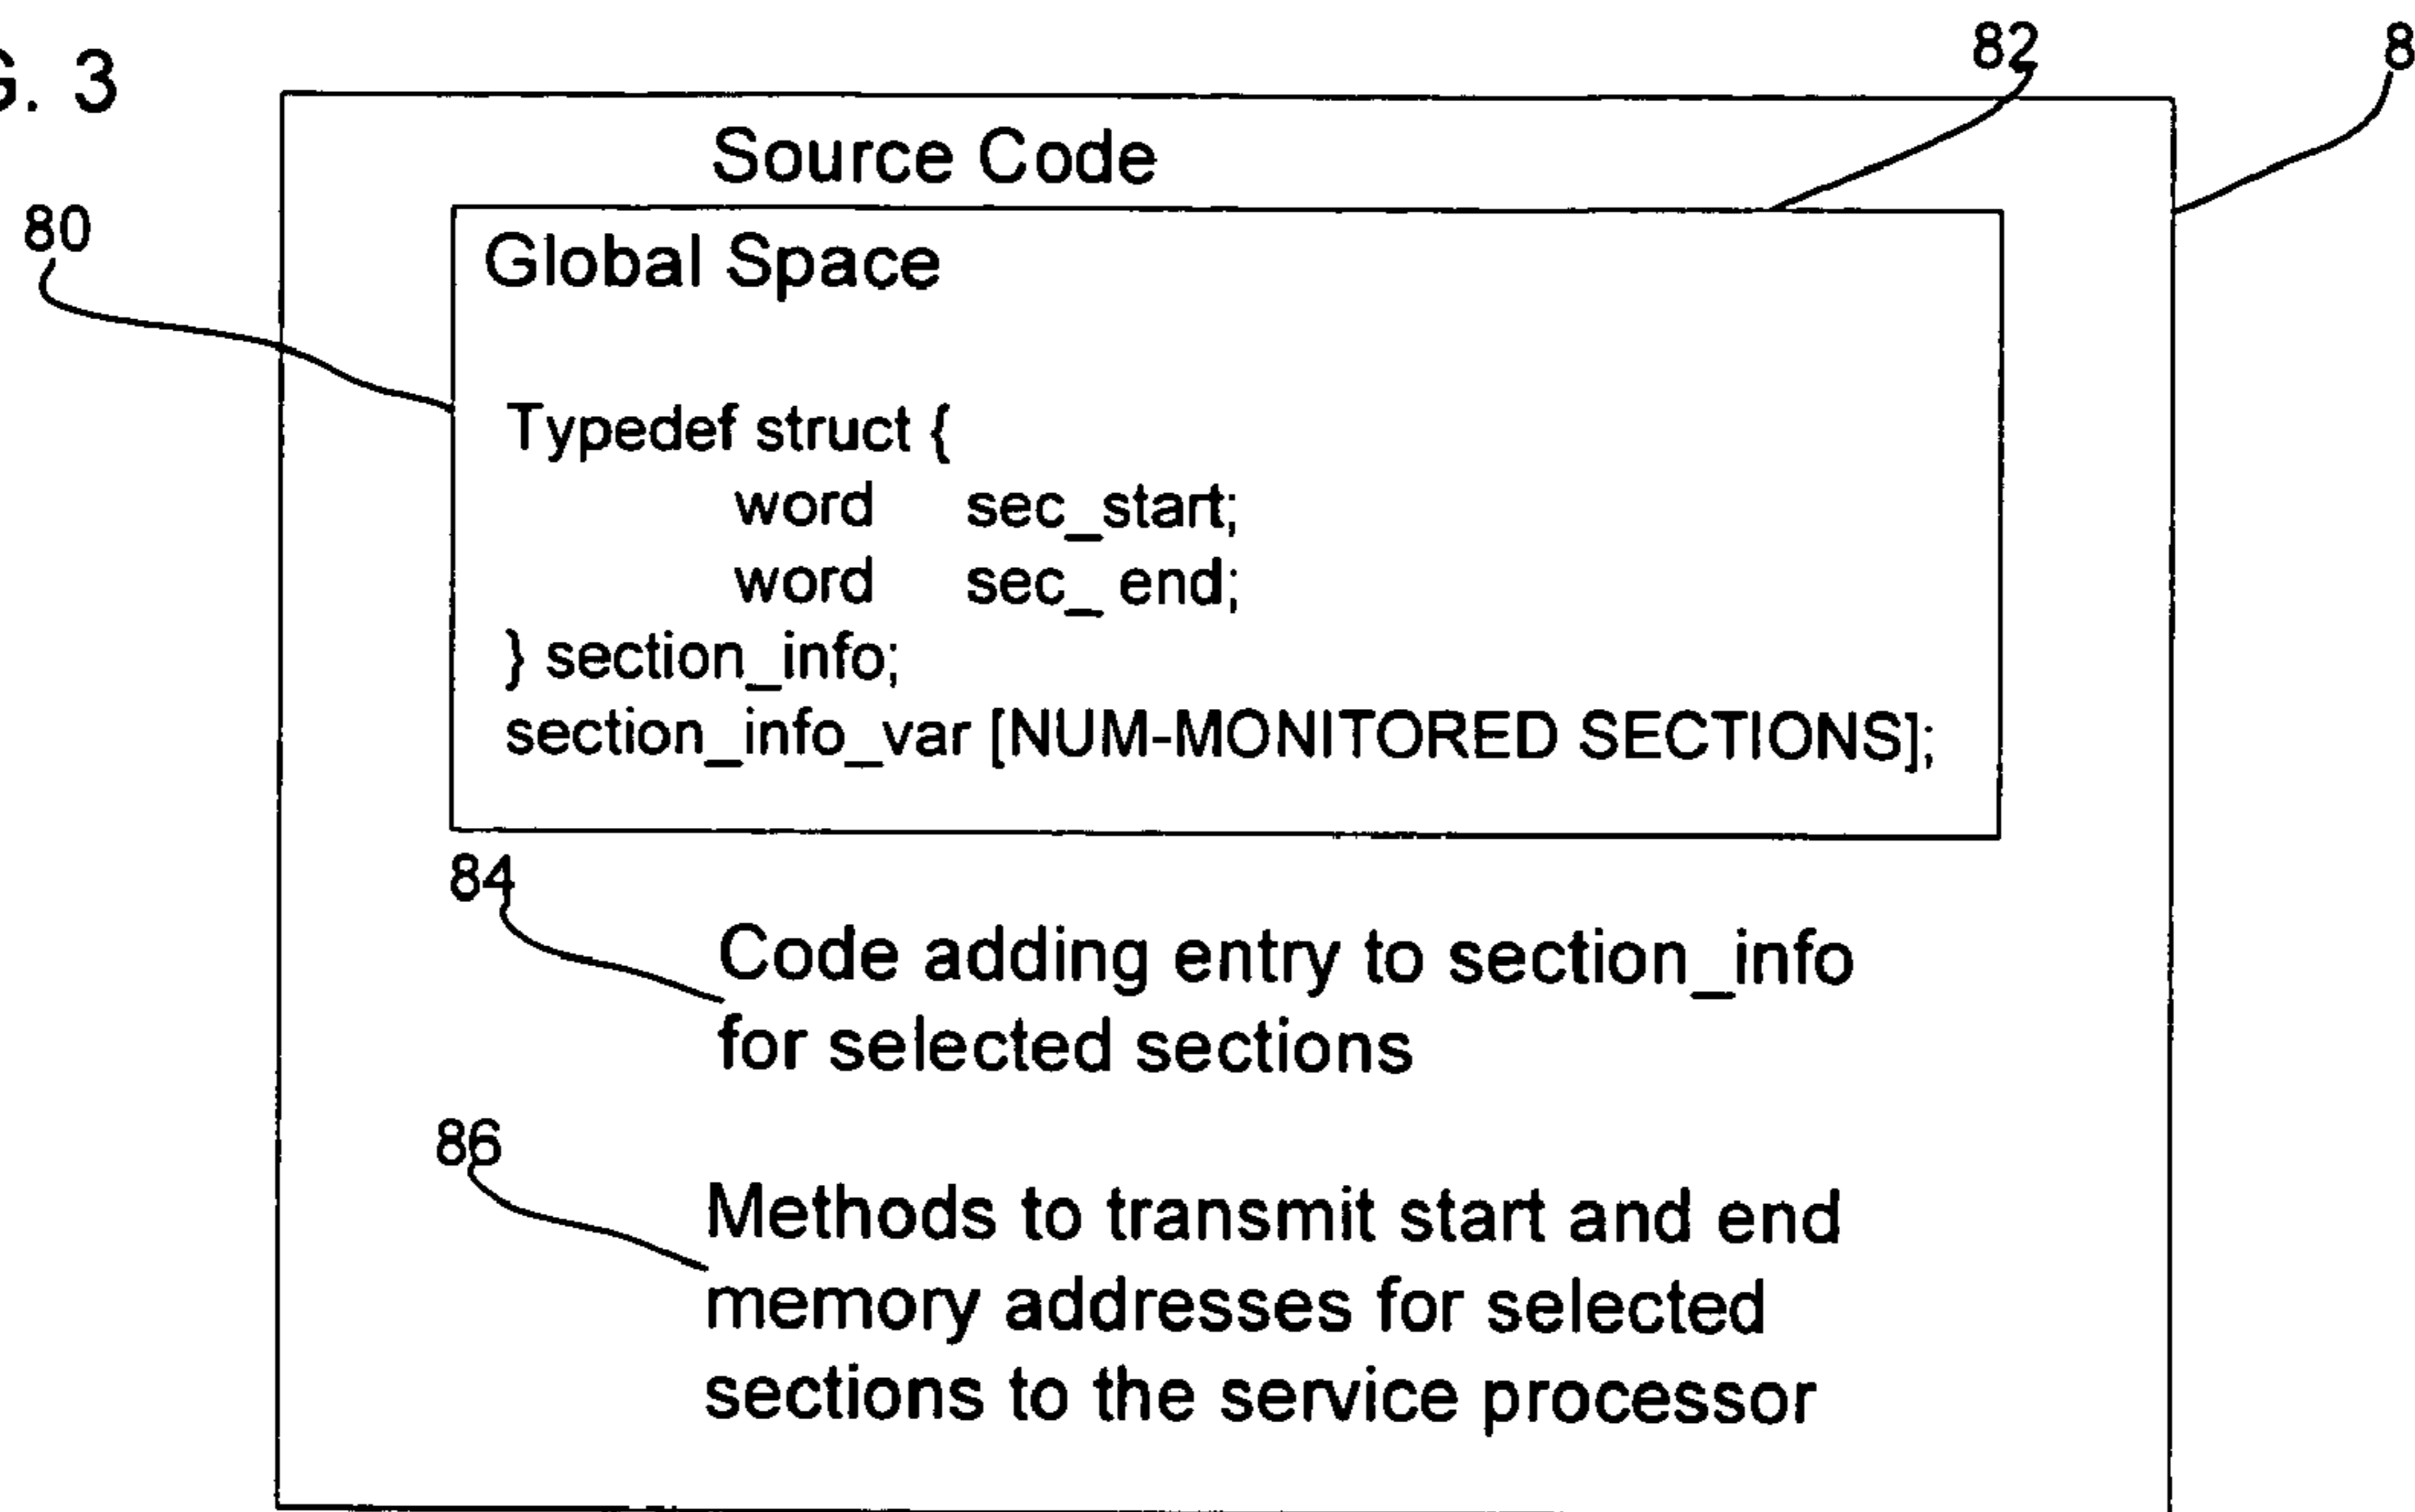 G. 3
82
8
Source Code
80
Global Space
Typedef struct {
word sec_start;
word sec_ end;
} section_info;
section_info_var [NUM-MONITORED SECTIONS];
84
Code adding entry to section_info
for selected sections
86
Methods to transmit start and end
memory addresses for selected
sections to the service processor